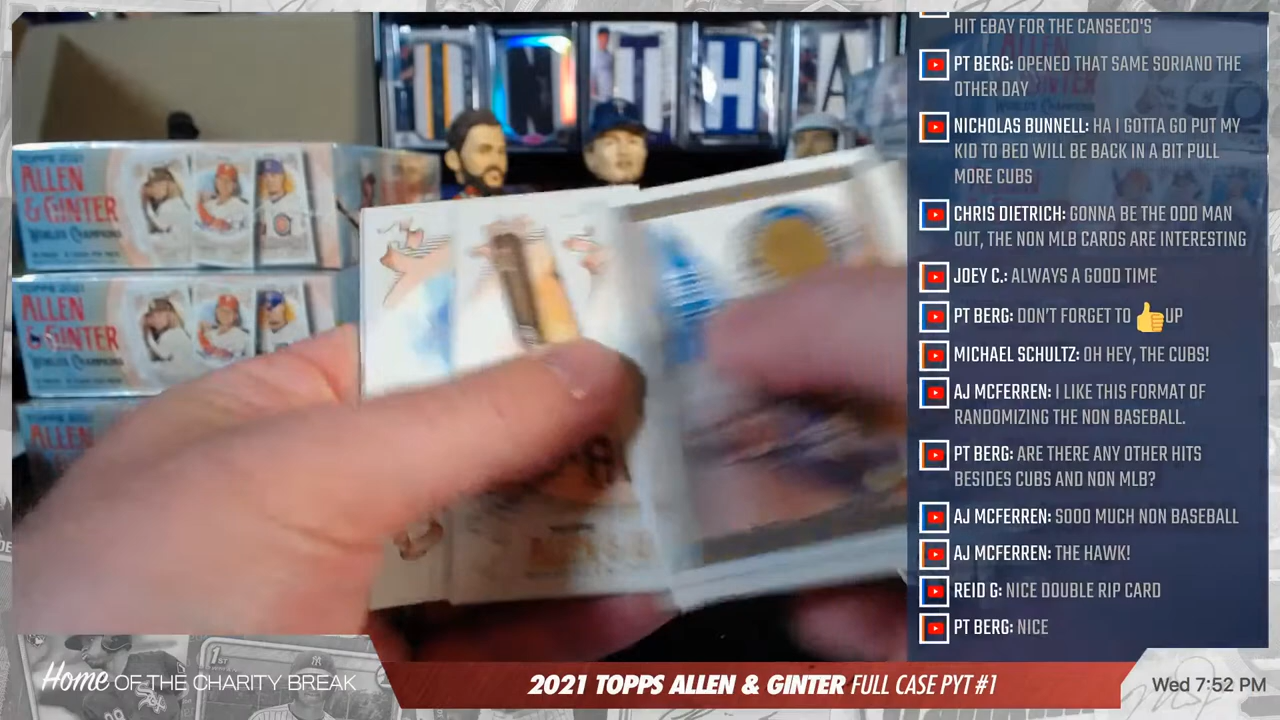 HIT EBAY FOR THE CANSECO'S
PT BERG: OPENED THAT SAME SORIANO THE
OTHER DAY
NICHOLAS BUNNELL: HA I GOTTA GO PUT MY
KID TO BED WILL BE BACK IN A BIT PULL
MORE CUBS
CHRIS DIETRICH: GONNA BE THE ODD MAN
OUT, THE NON MLB CARDS ARE INTERESTING
JOEY C.: ALWAYS A GOOD TIME
PT BERG: DON'T FORGET TO 👍UP
MICHAEL SCHULTZ: OH HEY, THE CUBS!
AJ MCFERREN: I LIKE THIS FORMAT OF
RANDOMIZING THE NON BASEBALL.
PT BERG: ARE THERE ANY OTHER HITS
BESIDES CUBS AND NON MLB?
AJ MCFERREN: SOOO MUCH NON BASEBALL
AJ MCFERREN: THE HAWK!
REID G: NICE DOUBLE RIP CARD
PT BERG: NICE
I N T H A
TOPPS 2021
ALLEN
& GINTER
WORLD'S CHAMPIONS
ALLEN
& GINTER
WORLD'S CHAMPIONS
ALLEN
1st
Home OF THE CHARITY BREAK
2021 TOPPS ALLEN & GINTER FULL CASE PYT #1
Wed 7:52 PM